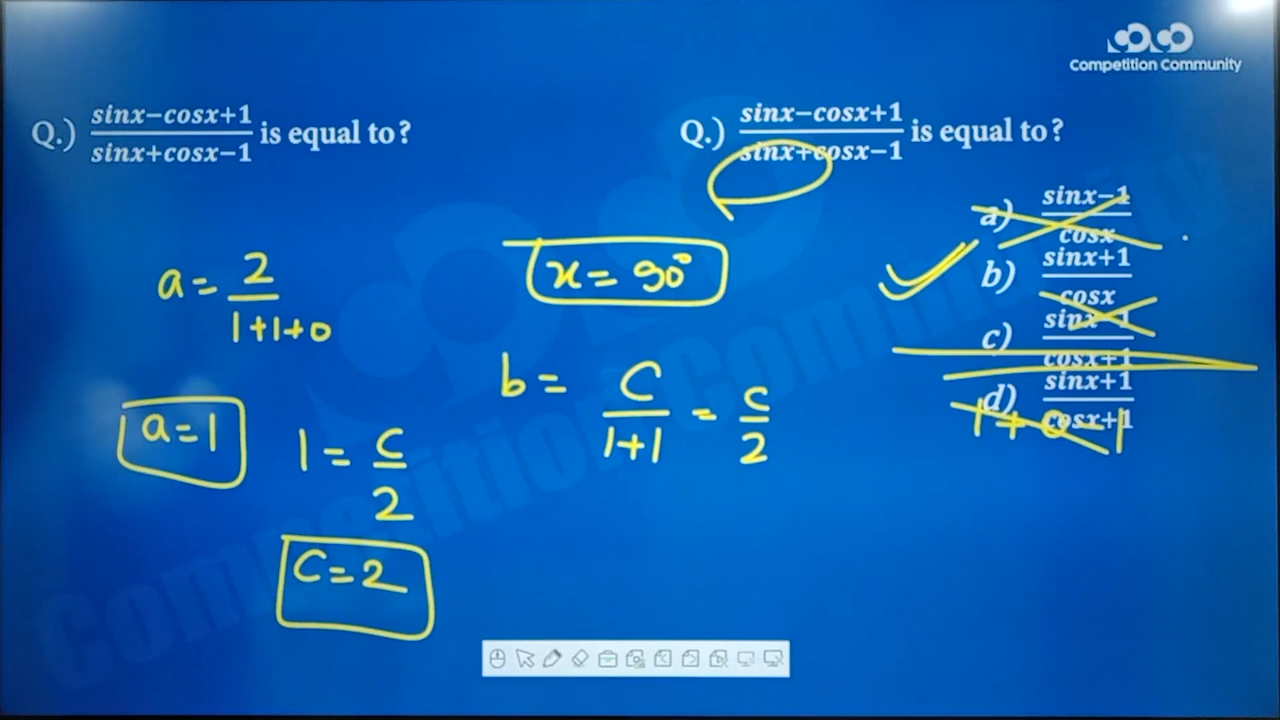 Competition Community
Q.) sinx−cosx+1 / sinx+cosx−1 is equal to?
Q.) sinx−cosx+1 / sinx+cosx−1 is equal to?
a) sinx−1 / cosx
b) sinx+1 / cosx
c) sinx−1 / cosx+1
d) sinx+1 / cosx+1
1+0-1
a = 2 / 1+1+0
x = 90°
b = c / 1+1 = c / 2
a=1
1 = c / 2
c=2
Competition Community